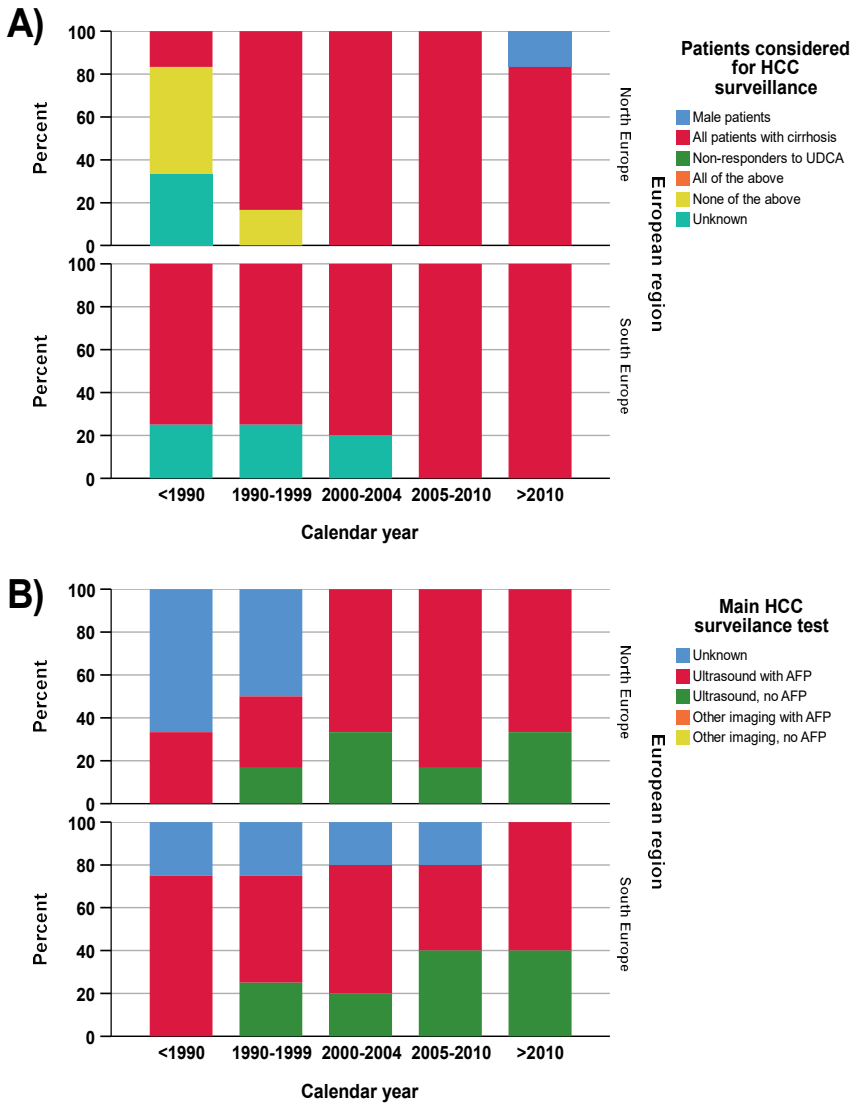 A)
Percent
100
80
60
40
20
0
North Europe
Percent
100
80
60
40
20
0
South Europe
European region
<1990 1990-1999 2000-2004 2005-2010 >2010
Calendar year
Patients considered
for HCC
surveillance
Male patients
All patients with cirrhosis
Non-responders to UDCA
All of the above
None of the above
Unknown
B)
Percent
100
80
60
40
20
0
North Europe
Percent
100
80
60
40
20
0
South Europe
European region
<1990 1990-1999 2000-2004 2005-2010 >2010
Calendar year
Main HCC
surveilance test
Unknown
Ultrasound with AFP
Ultrasound, no AFP
Other imaging with AFP
Other imaging, no AFP